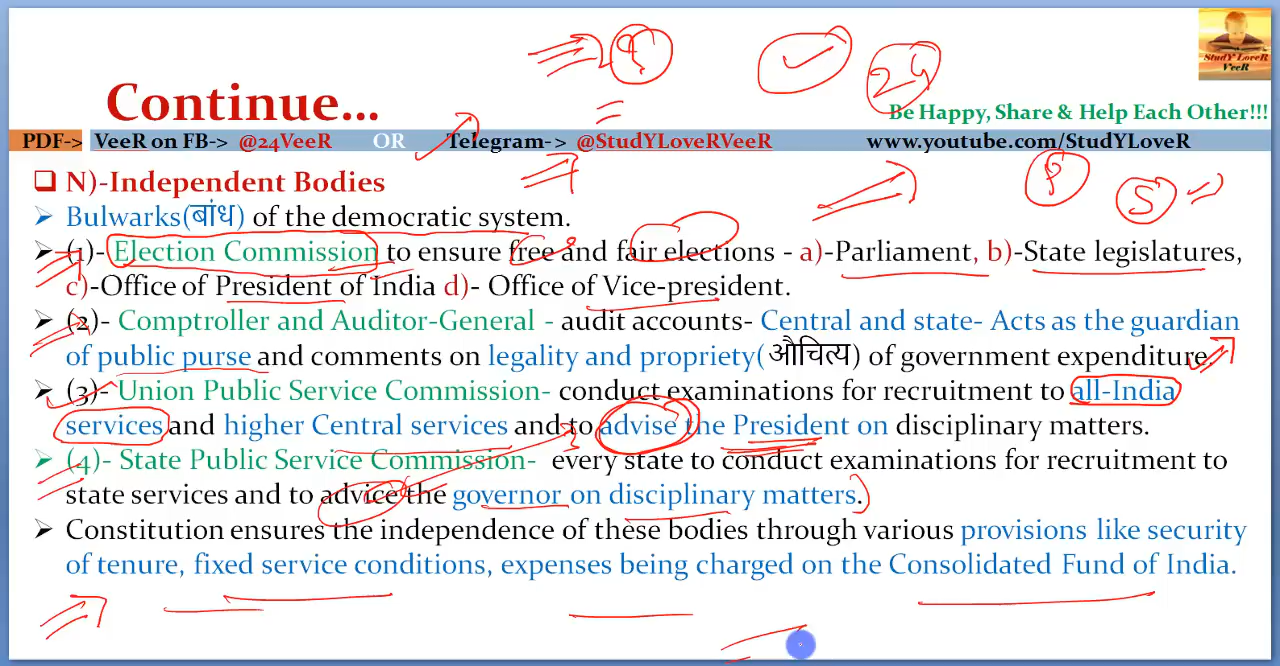 StudY LoveR
VeeR
Continue...
Be Happy, Share & Help Each Other!!!
PDF-> VeeR on FB-> @24VeeR OR Telegram-> @StudYLoveRVeeR www.youtube.com/StudYLoveR
N)-Independent Bodies
Bulwarks(बांध) of the democratic system.
(1)- Election Commission to ensure free and fair elections - a)-Parliament, b)-State legislatures,
c)-Office of President of India d)- Office of Vice-president.
(2)- Comptroller and Auditor-General - audit accounts- Central and state- Acts as the guardian
of public purse and comments on legality and propriety(औचित्य) of government expenditure.
(3)- Union Public Service Commission- conduct examinations for recruitment to all-India
services and higher Central services and to advise the President on disciplinary matters.
(4)- State Public Service Commission- every state to conduct examinations for recruitment to
state services and to advice the governor on disciplinary matters.
Constitution ensures the independence of these bodies through various provisions like security
of tenure, fixed service conditions, expenses being charged on the Consolidated Fund of India.